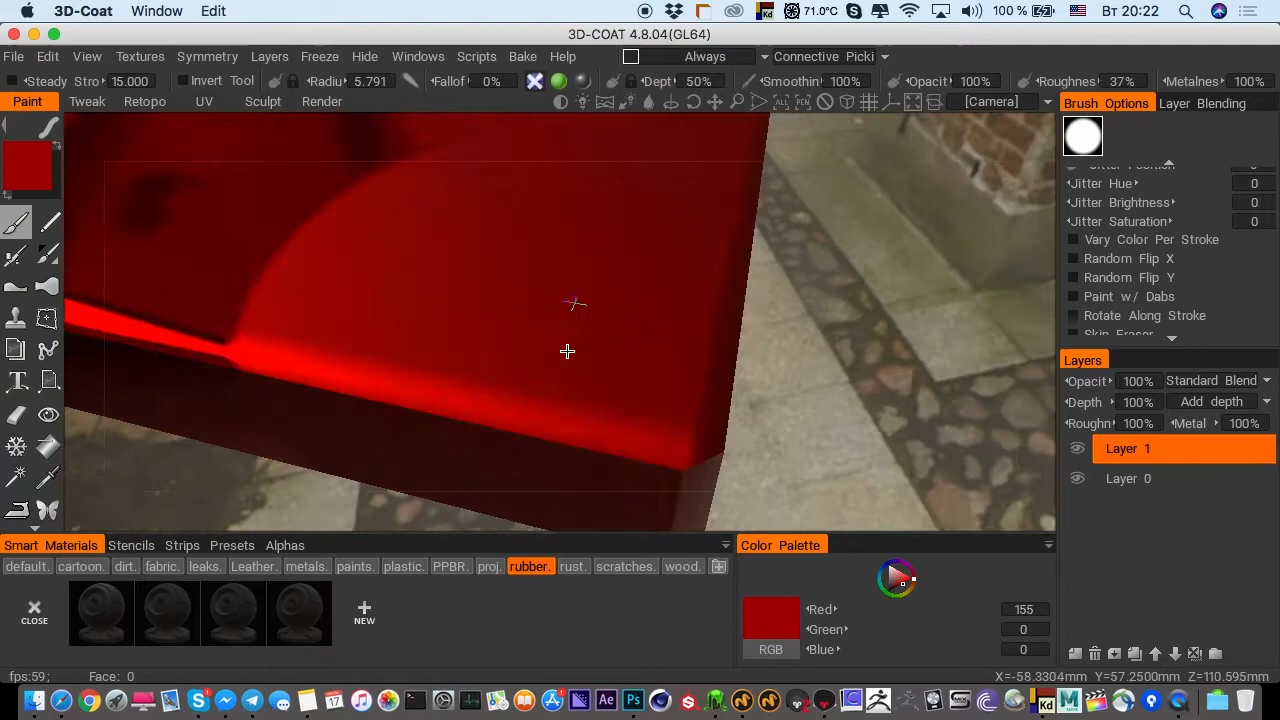 3D-Coat Window Edit 71.0°C 100 % Вт 20:22
3D-COAT 4.8.04(GL64)
File Edit View Textures Symmetry Layers Freeze Hide Windows Scripts Bake Help Always Connective Picki
Steady Stro 15.000 Invert Tool Radiu 5.791 Fallof 0% Dept 50% Smoothin 100% Opacit 100% Roughnes 37% Metalnes 100%
Paint Tweak Retopo UV Sculpt Render ALL PEN [Camera] Brush Options Layer Blending
Jitter Hue 0
Jitter Brightness 0
Jitter Saturation 0
Vary Color Per Stroke
Random Flip X
Random Flip Y
Paint w/ Dabs
Rotate Along Stroke
Skip Eraser
Layers
Opacit 100% Standard Blend
Depth 100% Add depth
Roughn 100% Metal 100%
Layer 1
Layer 0
Smart Materials Stencils Strips Presets Alphas
default. cartoon. dirt. fabric. leaks. Leather. metals. paints. plastic. PPBR. proj. rubber. rust. scratches. wood.
CLOSE NEW
Color Palette
Red 155
Green 0
RGB Blue 0
fps:59; Face: 0 X=-58.3304mm Y=57.2500mm Z=110.595mm